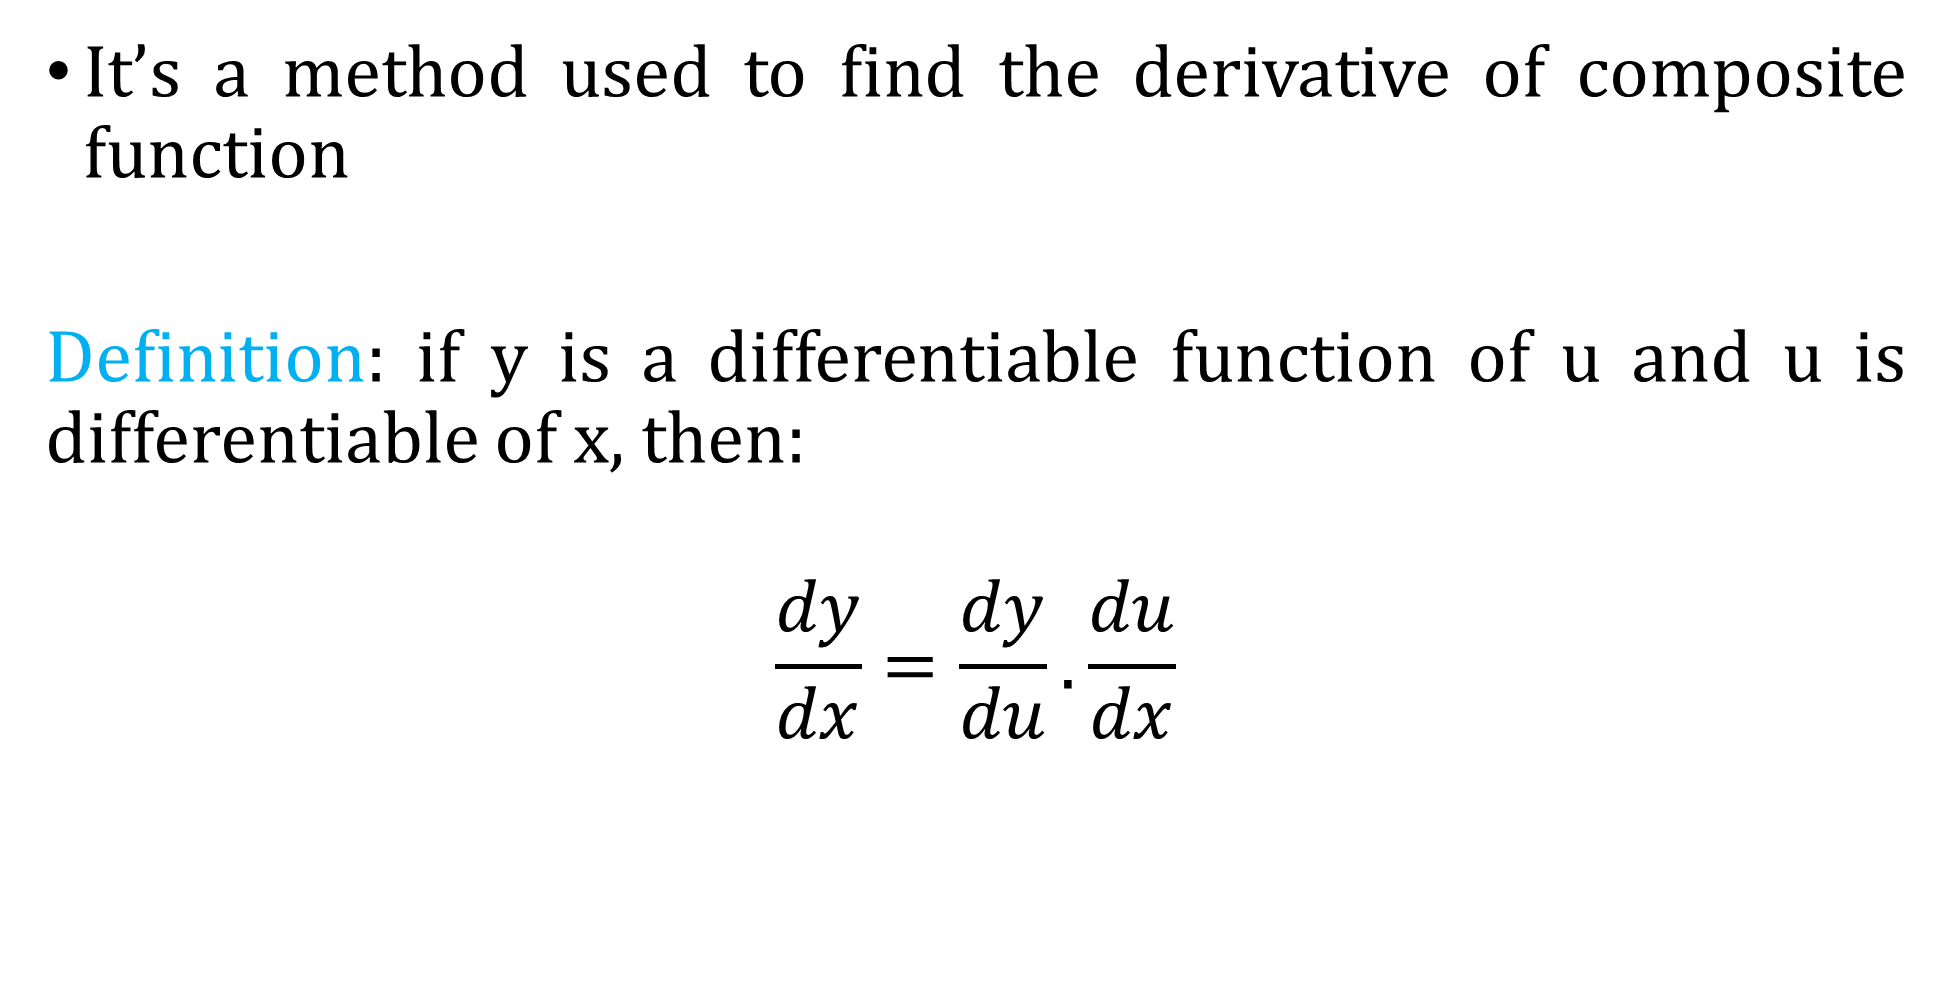 • It’s a method used to find the derivative of composite
function
Definition: if y is a differentiable function of u and u is
differentiable of x, then:
dy/dx = dy/du . du/dx